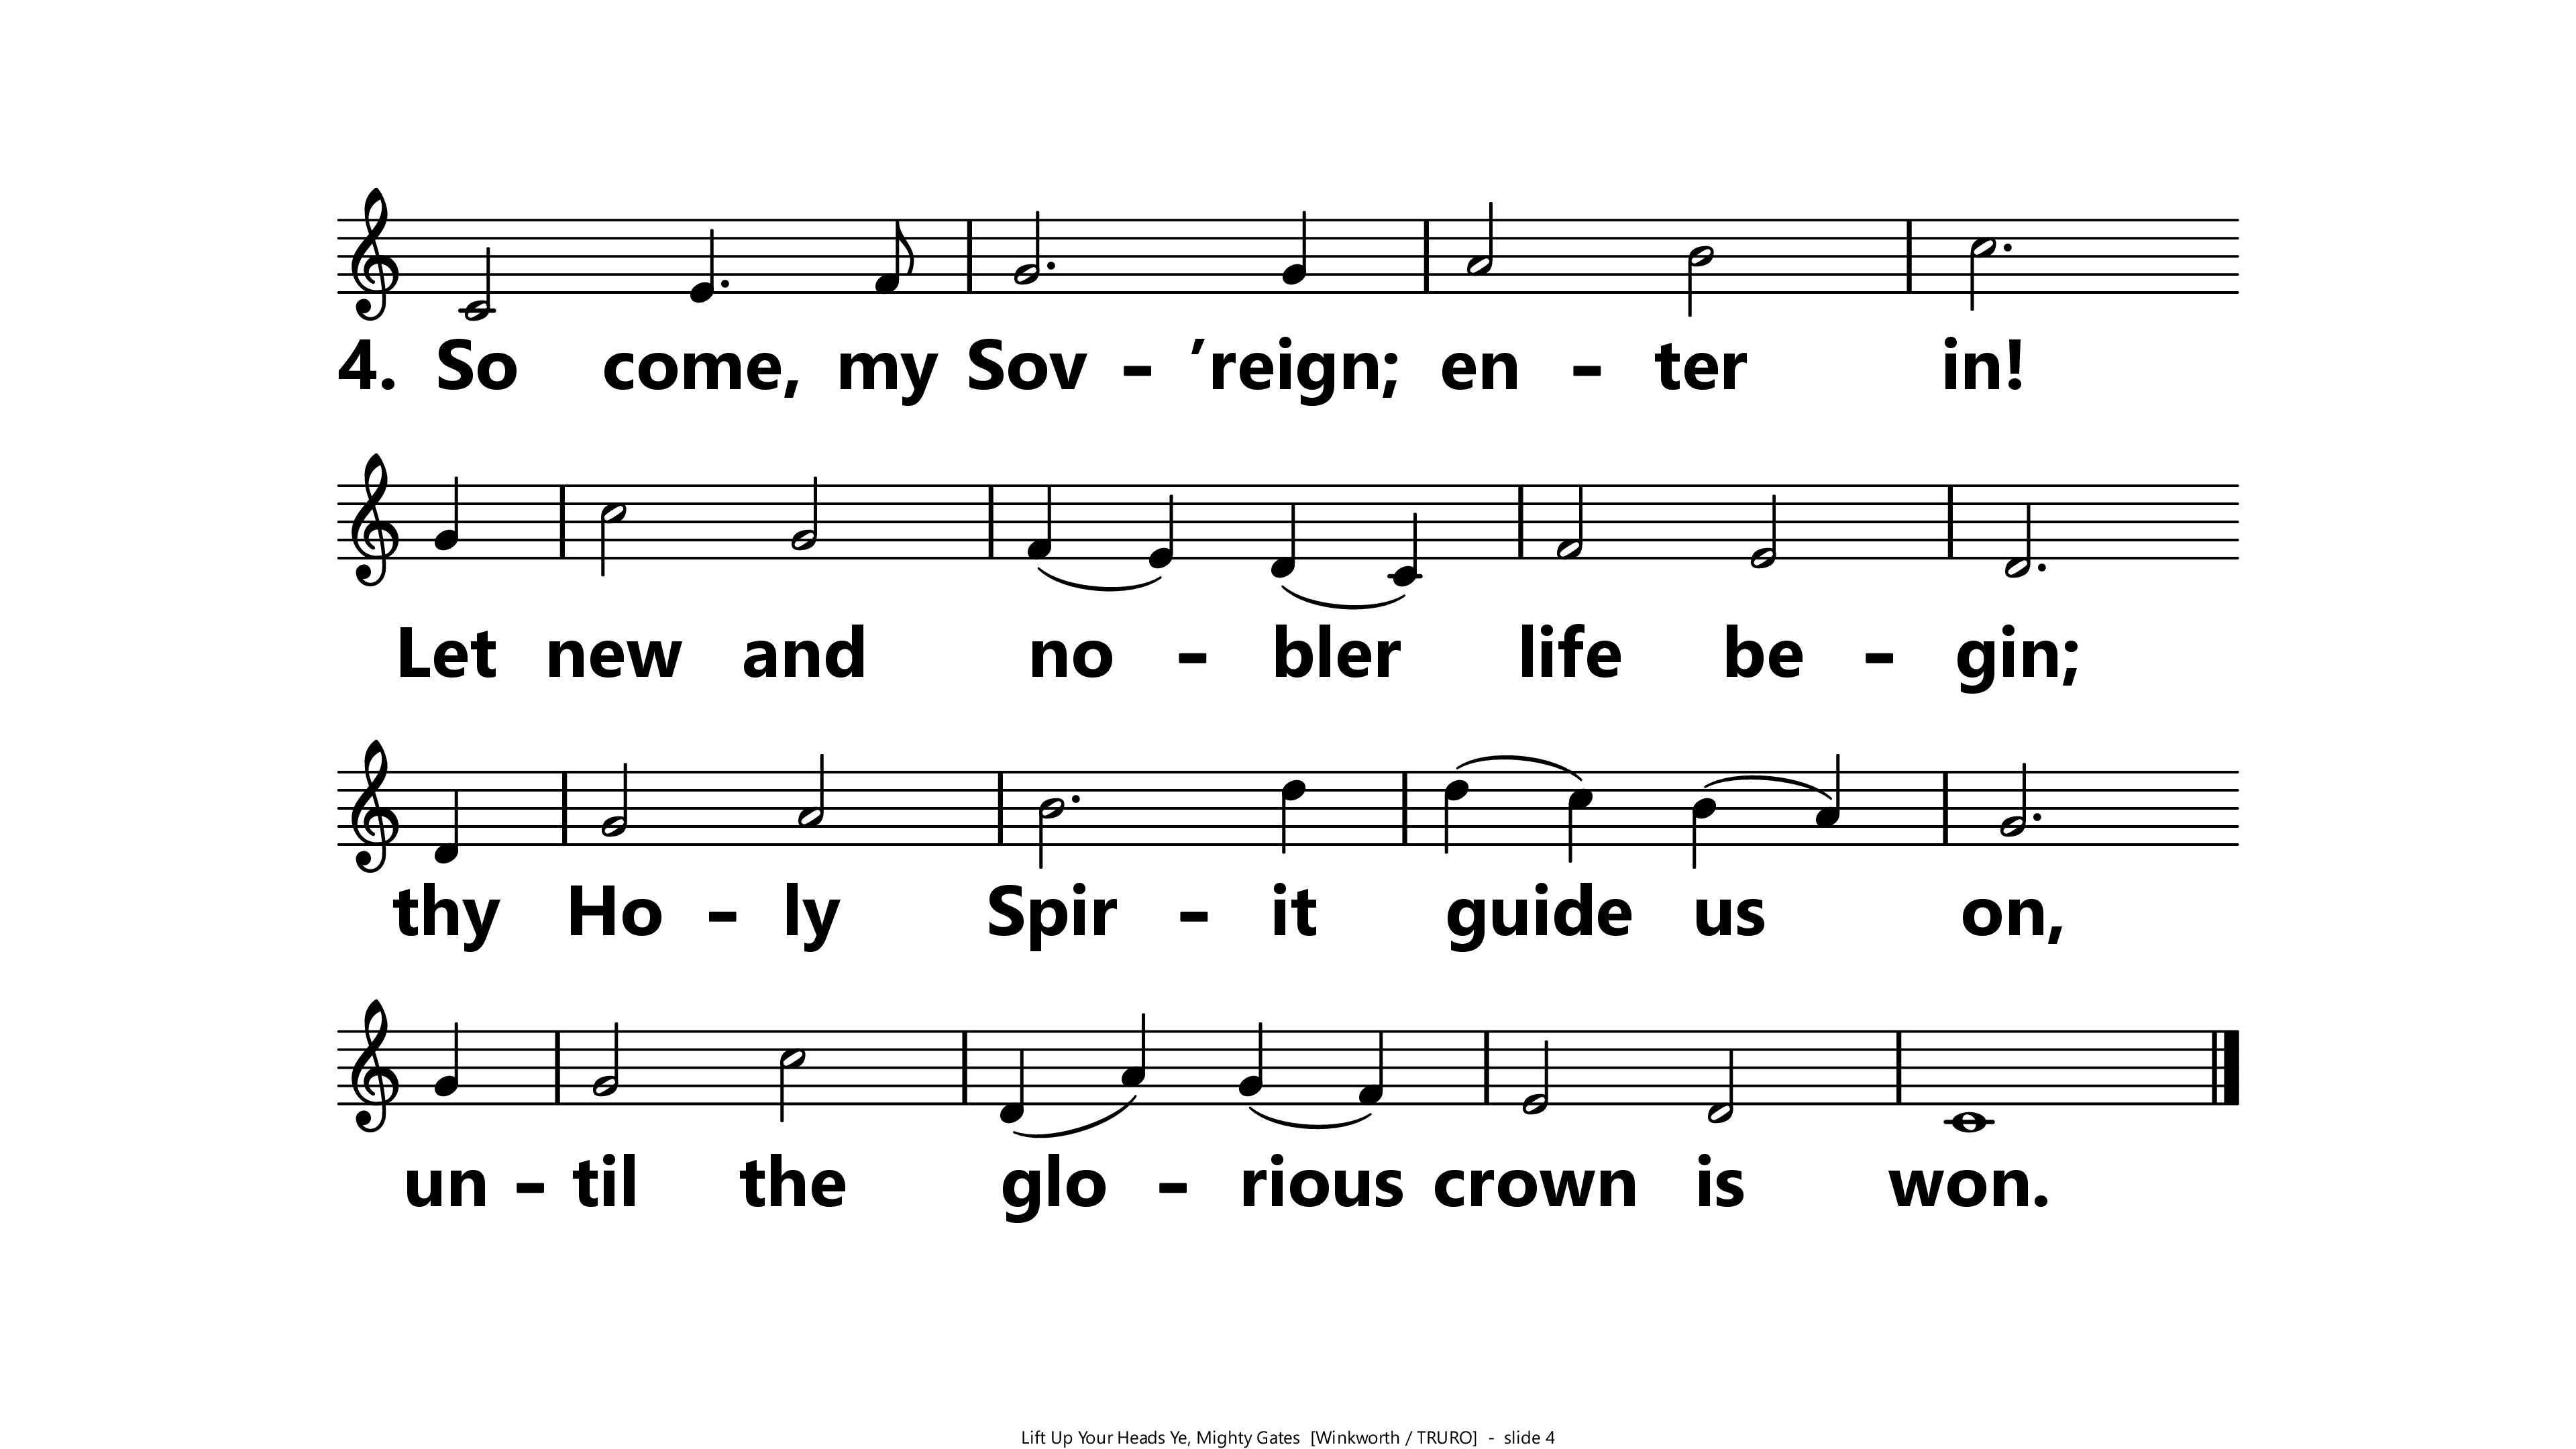 4. So come, my Sov - ’reign; en - ter in!
Let new and no - bler life be - gin;
thy Ho - ly Spir - it guide us on,
un - til the glo - rious crown is won.
Lift Up Your Heads Ye, Mighty Gates [Winkworth / TRURO] - slide 4